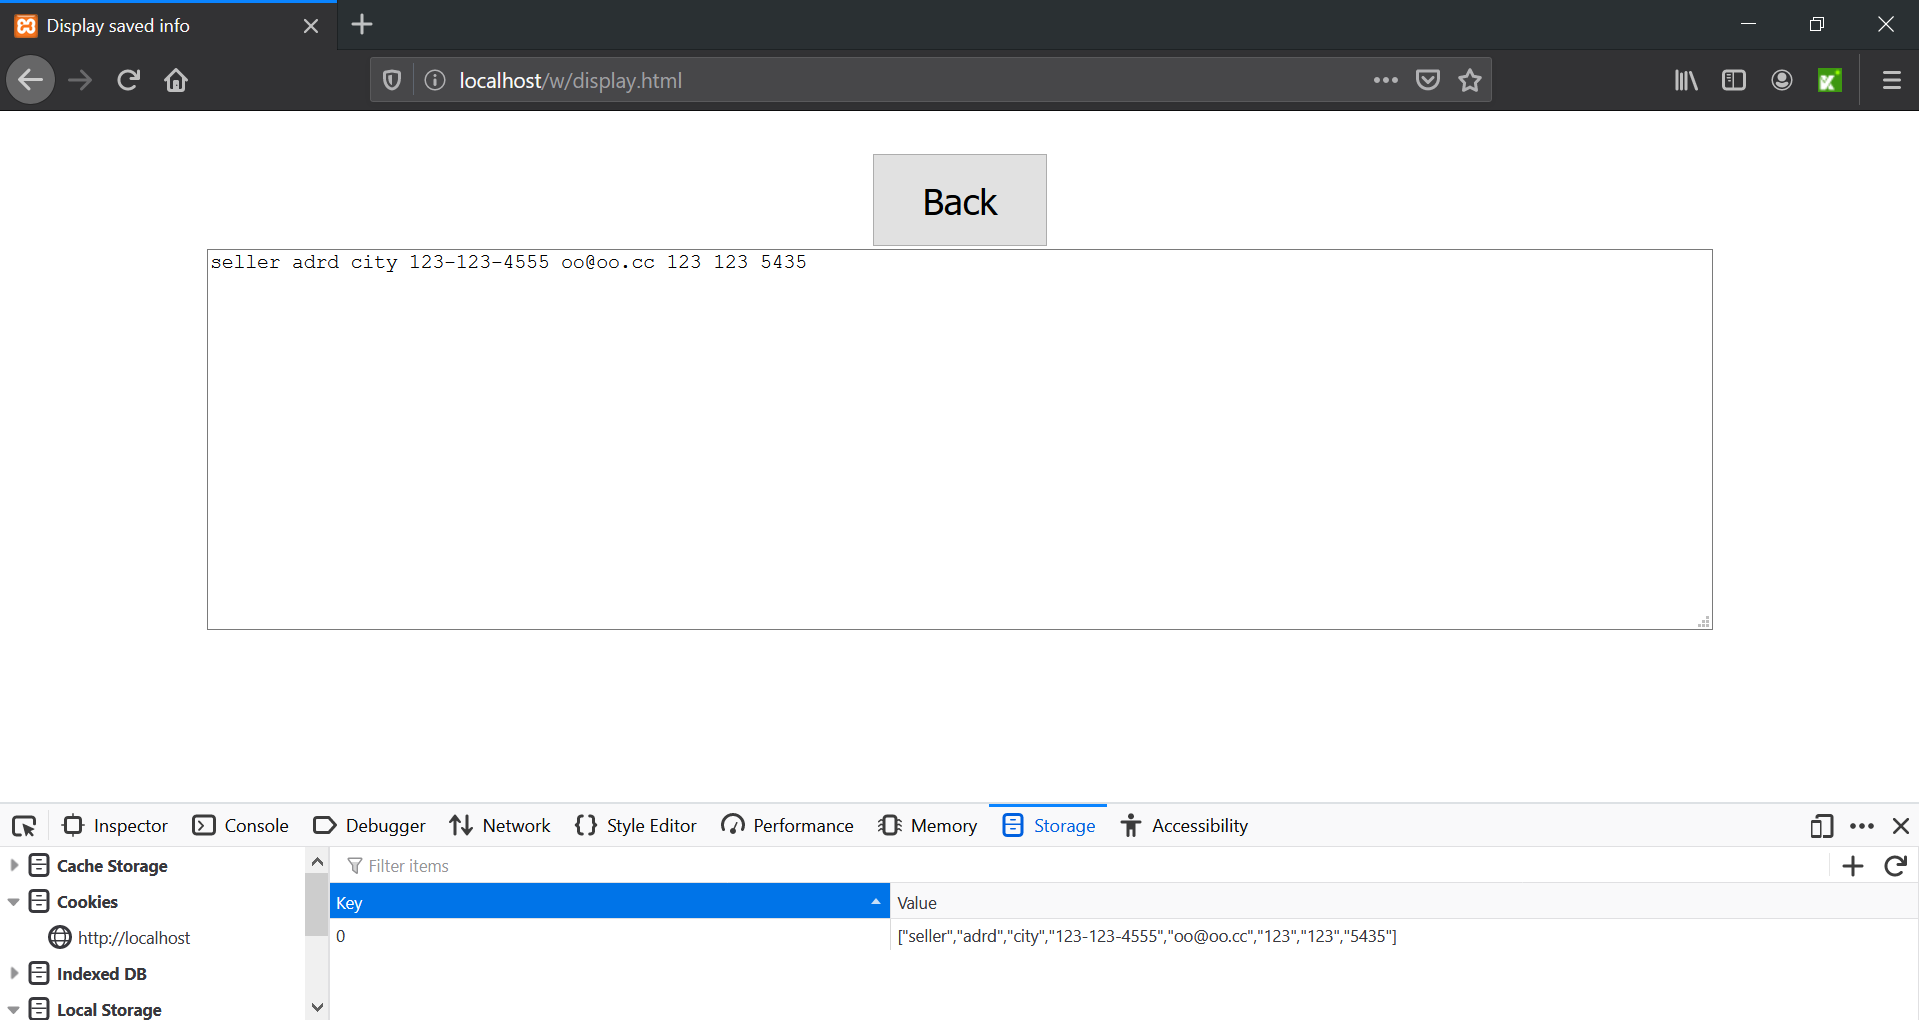 Display saved info
localhost/w/display.html
Back
seller adrd city 123-123-4555 oo@oo.cc 123 123 5435
Inspector Console Debugger Network Style Editor Performance Memory Storage Accessibility
Cache Storage
Filter items
Cookies
Key Value
http://localhost
0 ["seller","adrd","city","123-123-4555","oo@oo.cc","123","123","5435"]
Indexed DB
Local Storage